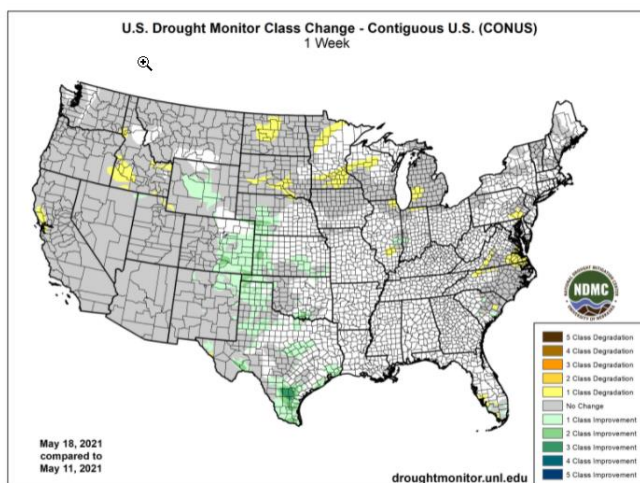 U.S. Drought Monitor Class Change - Contiguous U.S. (CONUS)
1 Week
NDMC
5 Class Degradation
4 Class Degradation
3 Class Degradation
2 Class Degradation
1 Class Degradation
No Change
1 Class Improvement
2 Class Improvement
3 Class Improvement
4 Class Improvement
5 Class Improvement
May 18, 2021
compared to
May 11, 2021
droughtmonitor.unl.edu